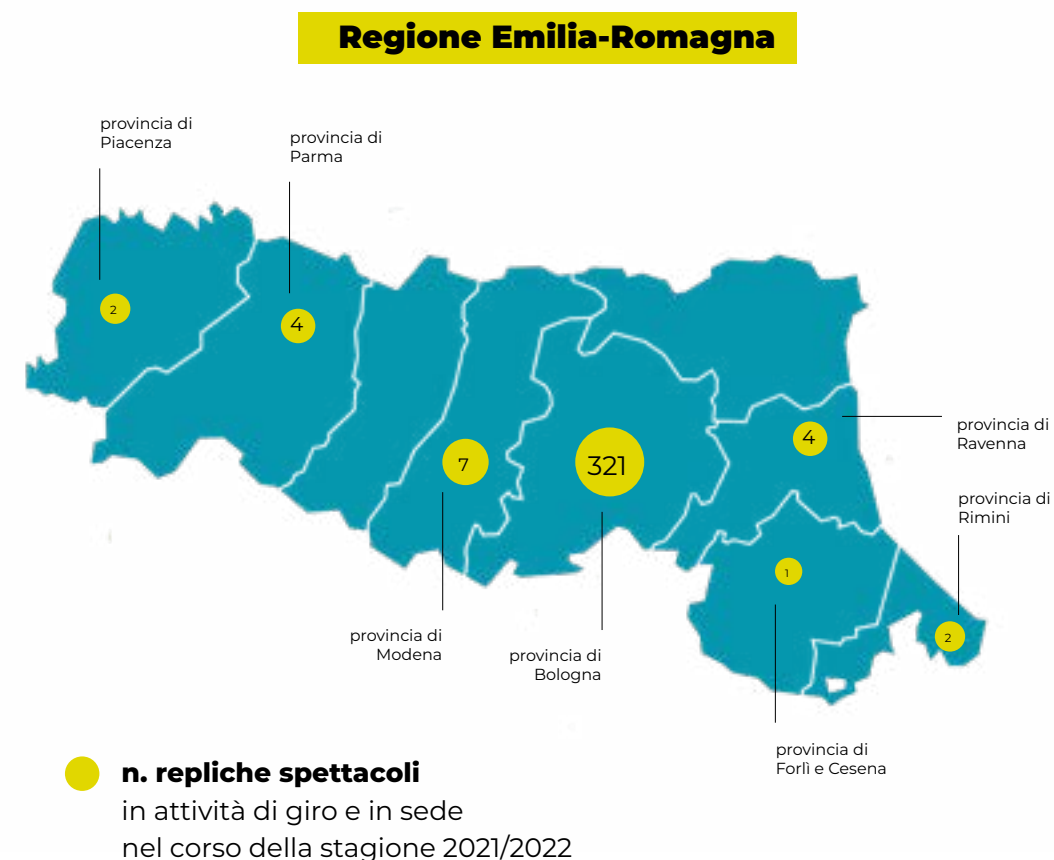 Regione Emilia-Romagna
provincia di
Piacenza
provincia di
Parma
2
4
7
321
4
provincia di
Ravenna
provincia di
Rimini
1
2
provincia di
Modena
provincia di
Bologna
provincia di
Forlì e Cesena
n. repliche spettacoli
in attività di giro e in sede
nel corso della stagione 2021/2022